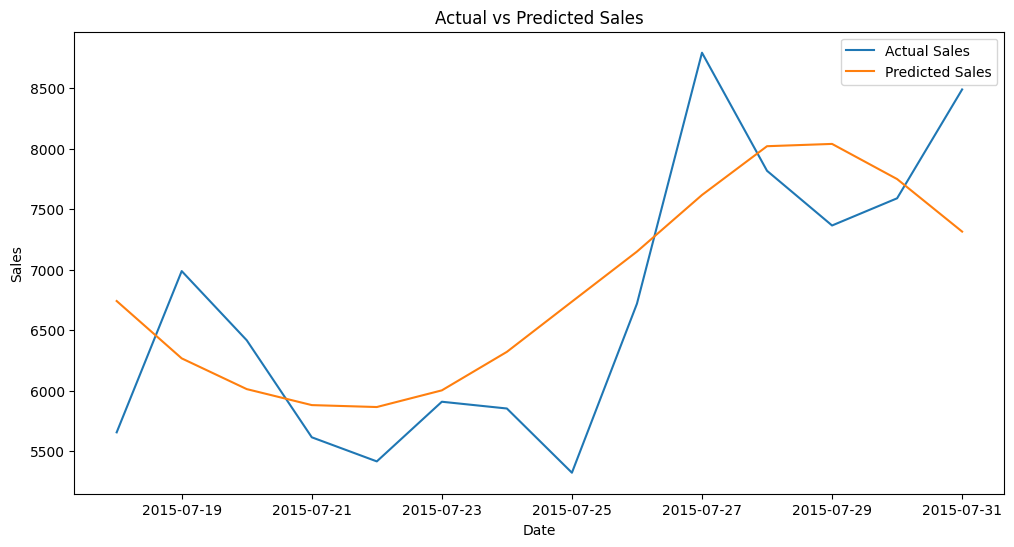 Actual vs Predicted Sales
Actual Sales
Predicted Sales
8500
8000
7500
7000
6500
6000
5500
Sales
2015-07-19 2015-07-21 2015-07-23 2015-07-25 2015-07-27 2015-07-29 2015-07-31
Date